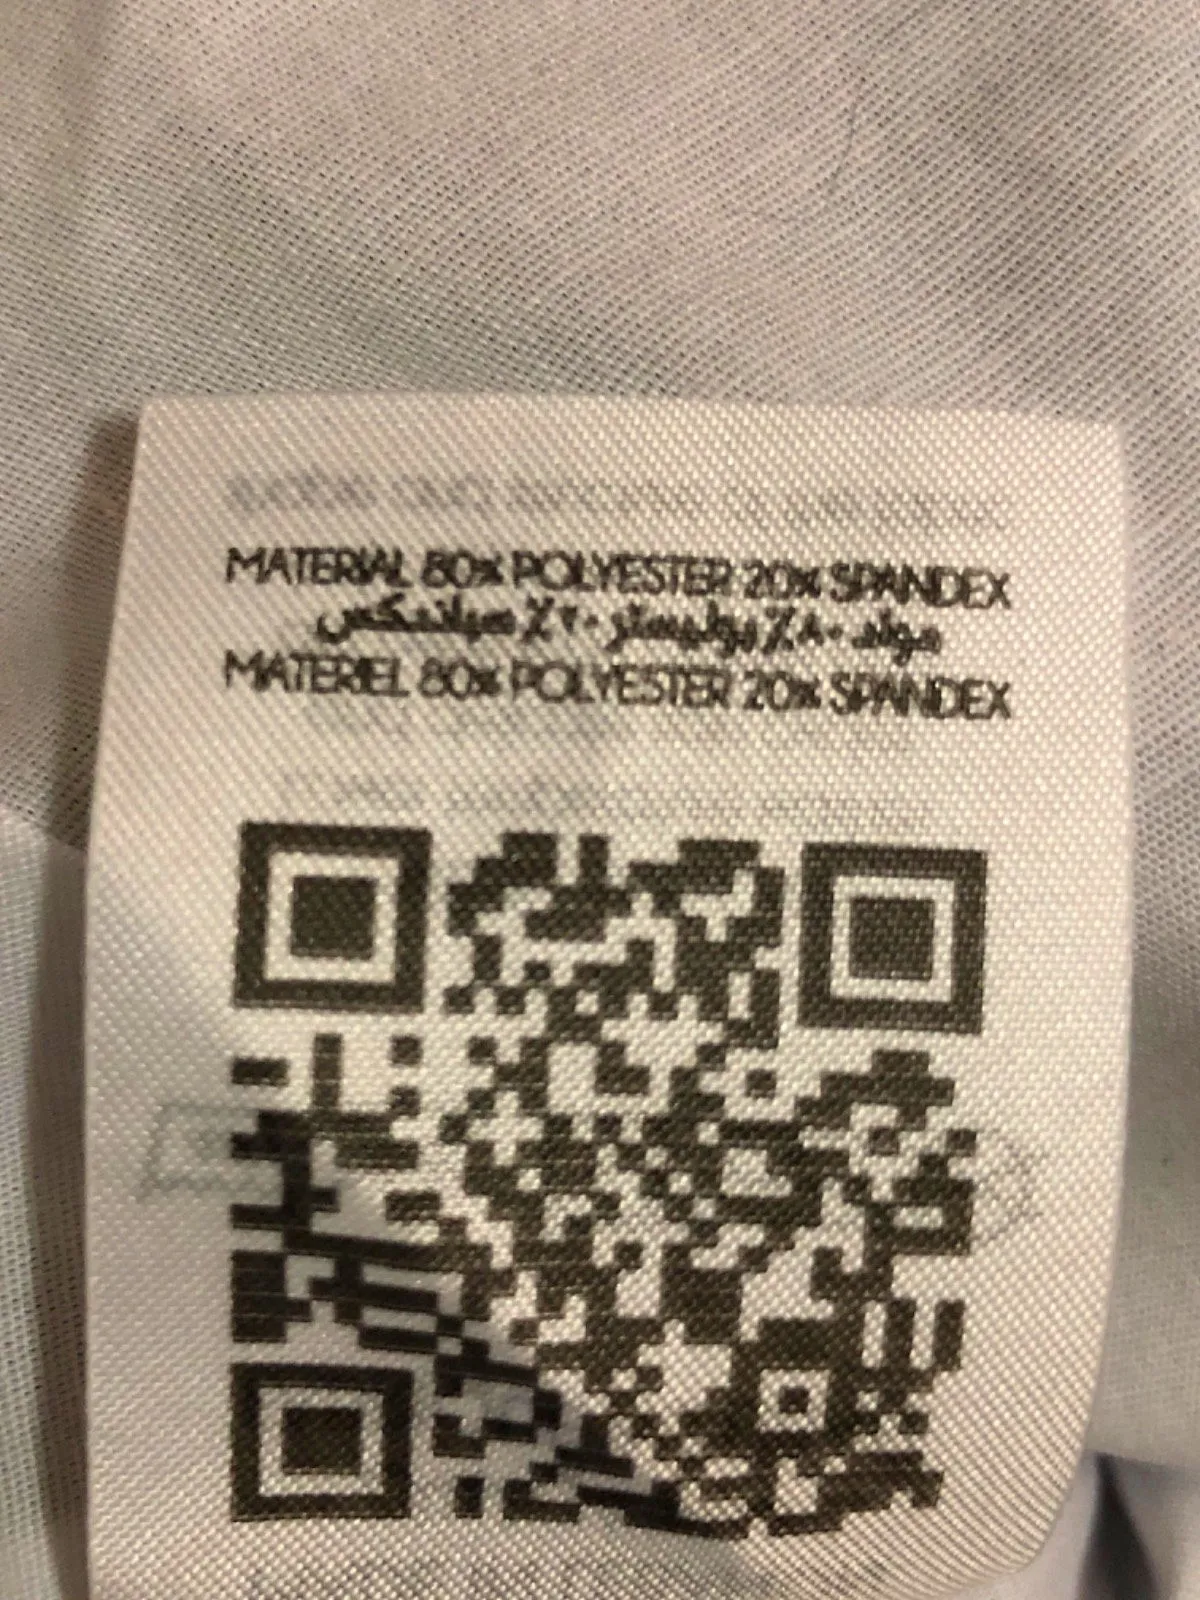 MATERIAL 80% POLYESTER 20% SPANDEX
مواد ٨٠٪ بوليستر ٢٠٪ سباندكس
MATERIEL 80% POLYESTER 20% SPANDEX